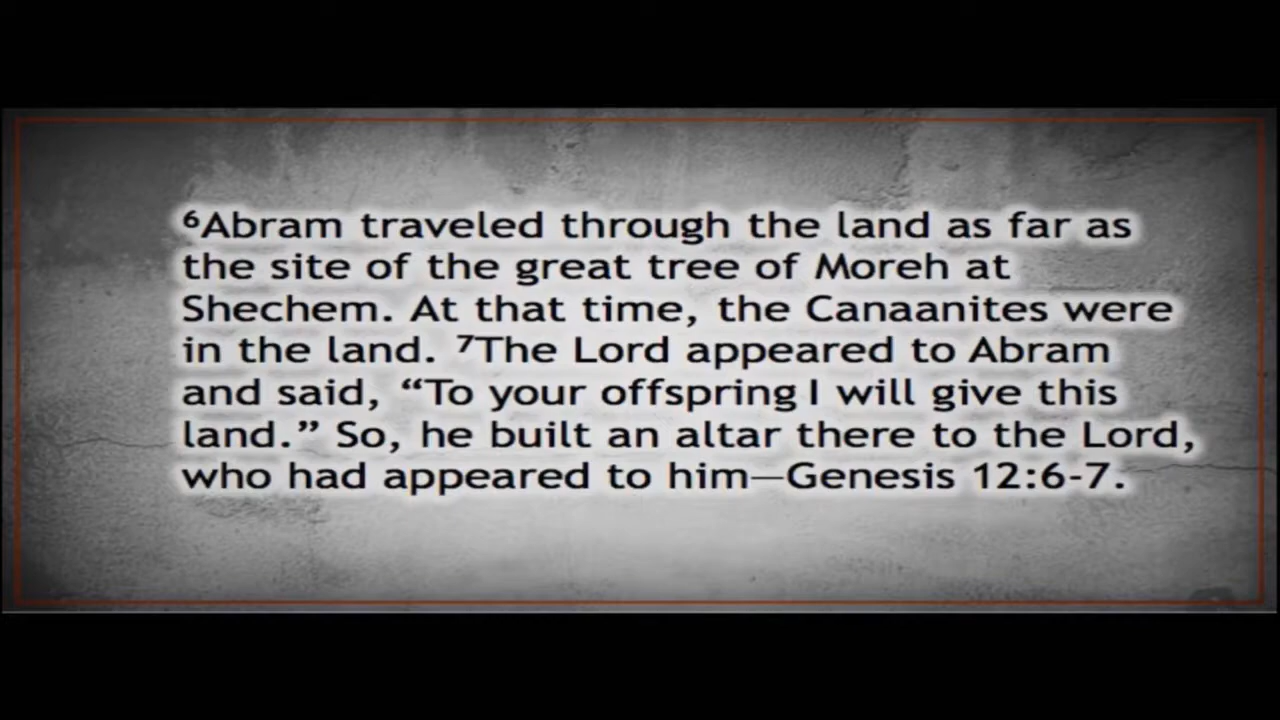 ⁶Abram traveled through the land as far as
the site of the great tree of Moreh at
Shechem. At that time, the Canaanites were
in the land. ⁷The Lord appeared to Abram
and said, “To your offspring I will give this
land.” So, he built an altar there to the Lord,
who had appeared to him—Genesis 12:6-7.